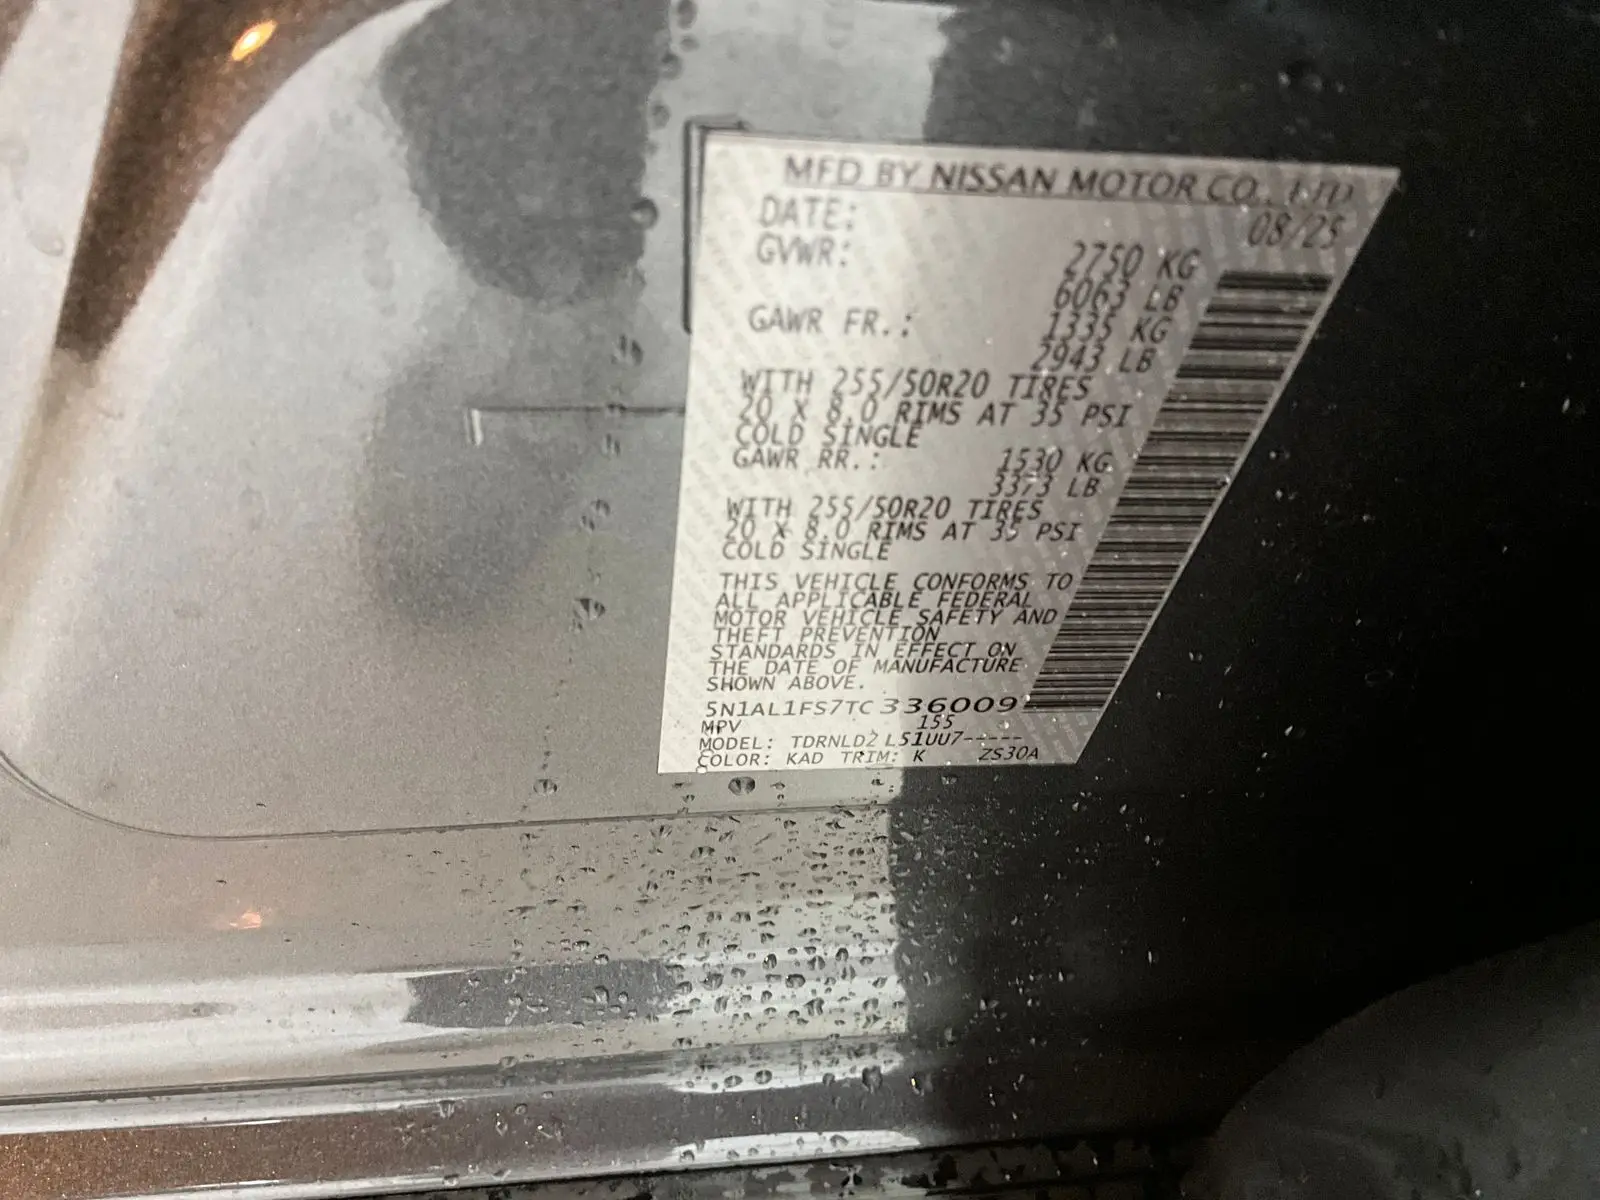 MFD BY NISSAN MOTOR CO., LTD
DATE: 08/25
GVWR: 2750 KG
6063 LB
GAWR FR.: 1335 KG
2943 LB
WITH 255/50R20 TIRES
20 X 8.0 RIMS AT 35 PSI
COLD SINGLE
GAWR RR.: 1530 KG
3373 LB
WITH 255/50R20 TIRES
20 X 8.0 RIMS AT 35 PSI
COLD SINGLE
THIS VEHICLE CONFORMS TO
ALL APPLICABLE FEDERAL
MOTOR VEHICLE SAFETY AND
THEFT PREVENTION
STANDARDS IN EFFECT ON
THE DATE OF MANUFACTURE
SHOWN ABOVE.
5N1AL1FS7TC336009
MPV 155
MODEL: TDRNLD2 L51UU7-----
COLOR: KAD TRIM: K ZS30A